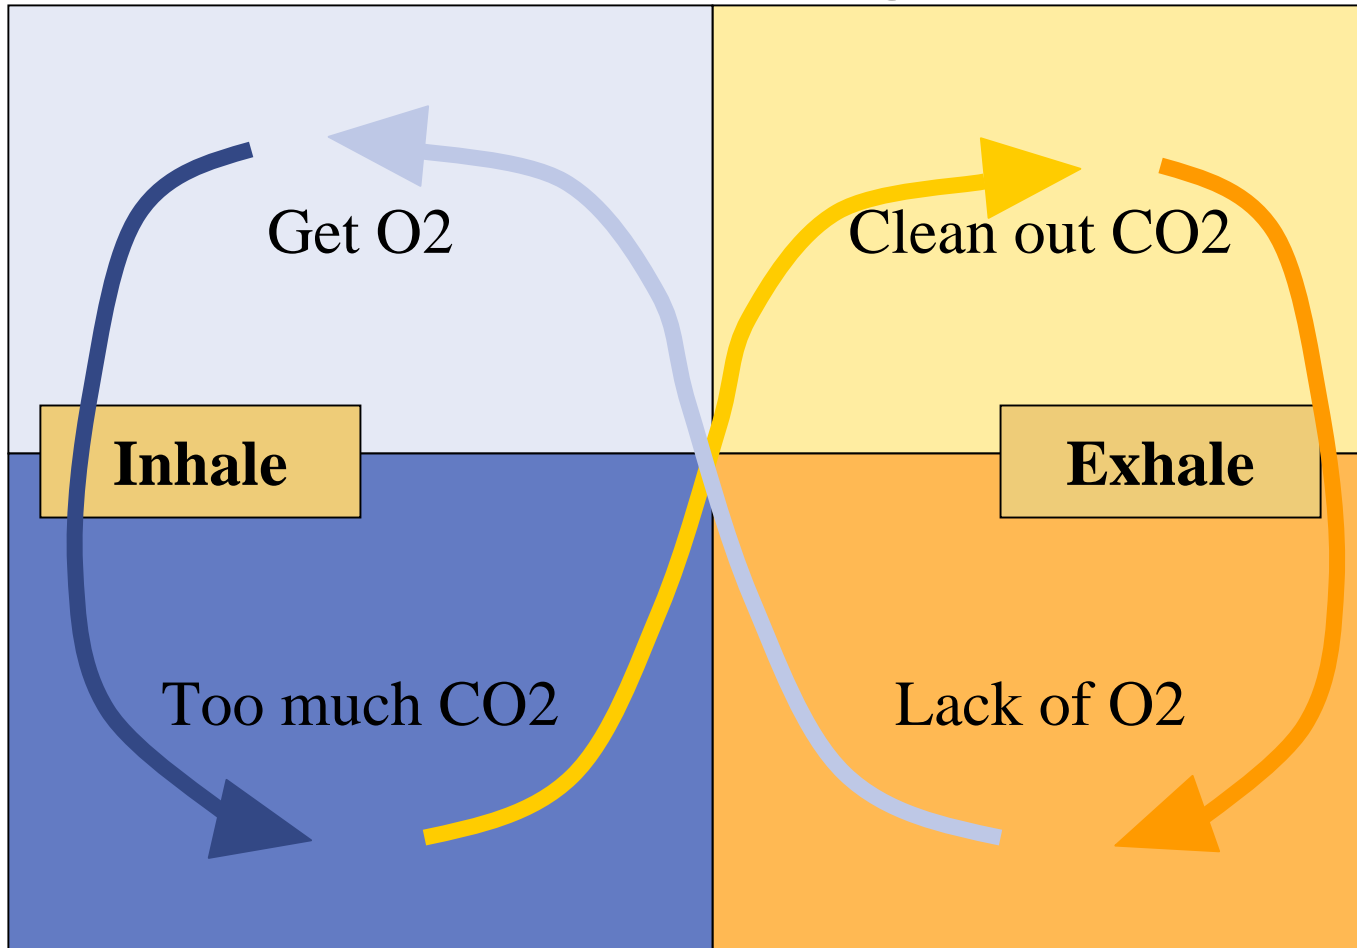 Get O2
Clean out CO2
Inhale
Exhale
Too much CO2
Lack of O2